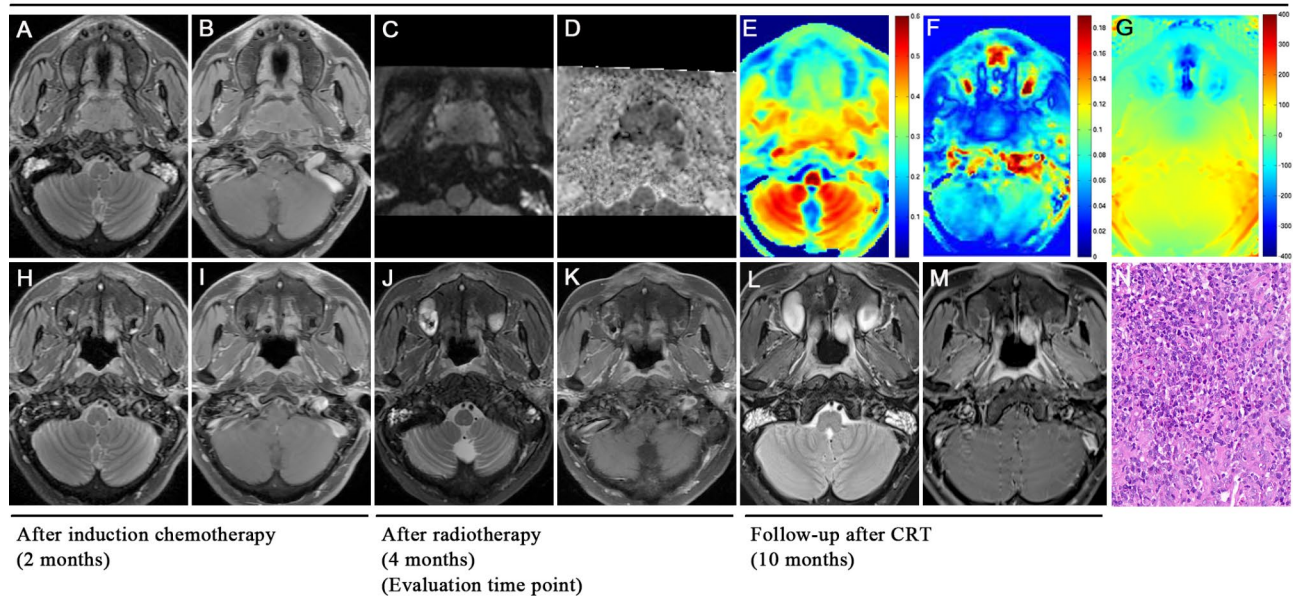 A B C D E F G
0.6
0.5
0.4
0.3
0.2
0.1
0.18
0.16
0.14
0.12
0.1
0.08
0.06
0.04
0.02
0
400
300
200
100
0
-100
-200
-300
-400
H I J K L M N
After induction chemotherapy
(2 months)
After radiotherapy
(4 months)
(Evaluation time point)
Follow-up after CRT
(10 months)